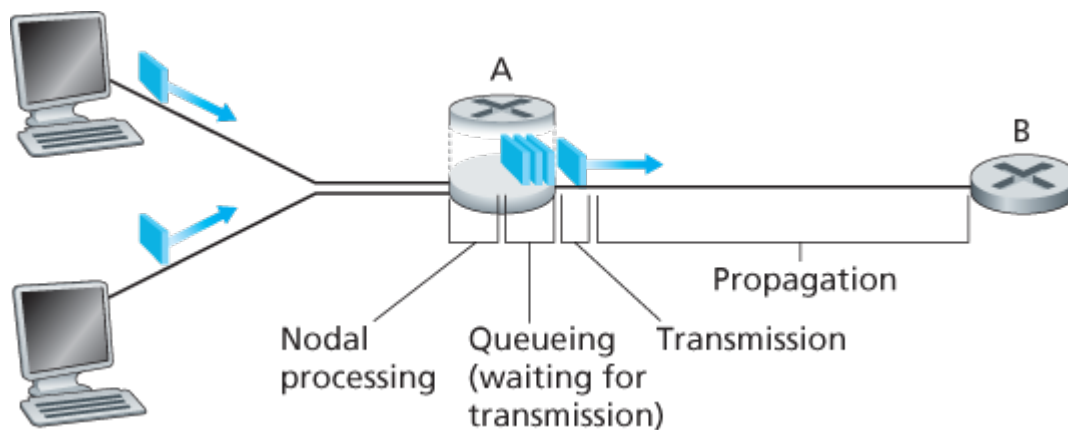 A
B
Propagation
Nodal
processing
Queueing
(waiting for
transmission)
Transmission